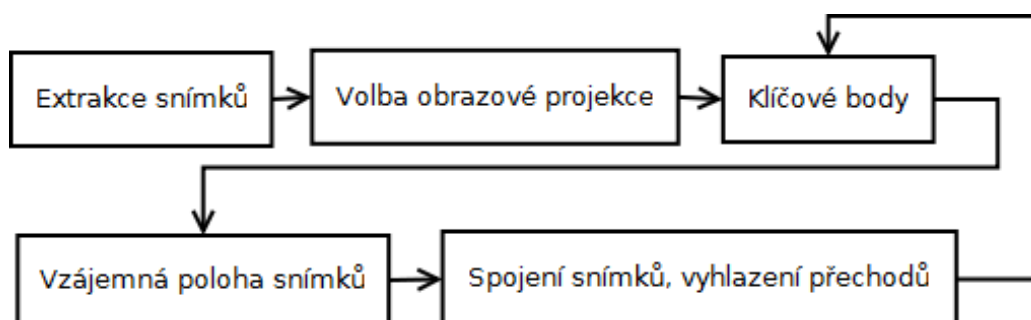 Extrakce snímků
Volba obrazové projekce
Klíčové body
Vzájemná poloha snímků
Spojení snímků, vyhlazení přechodů